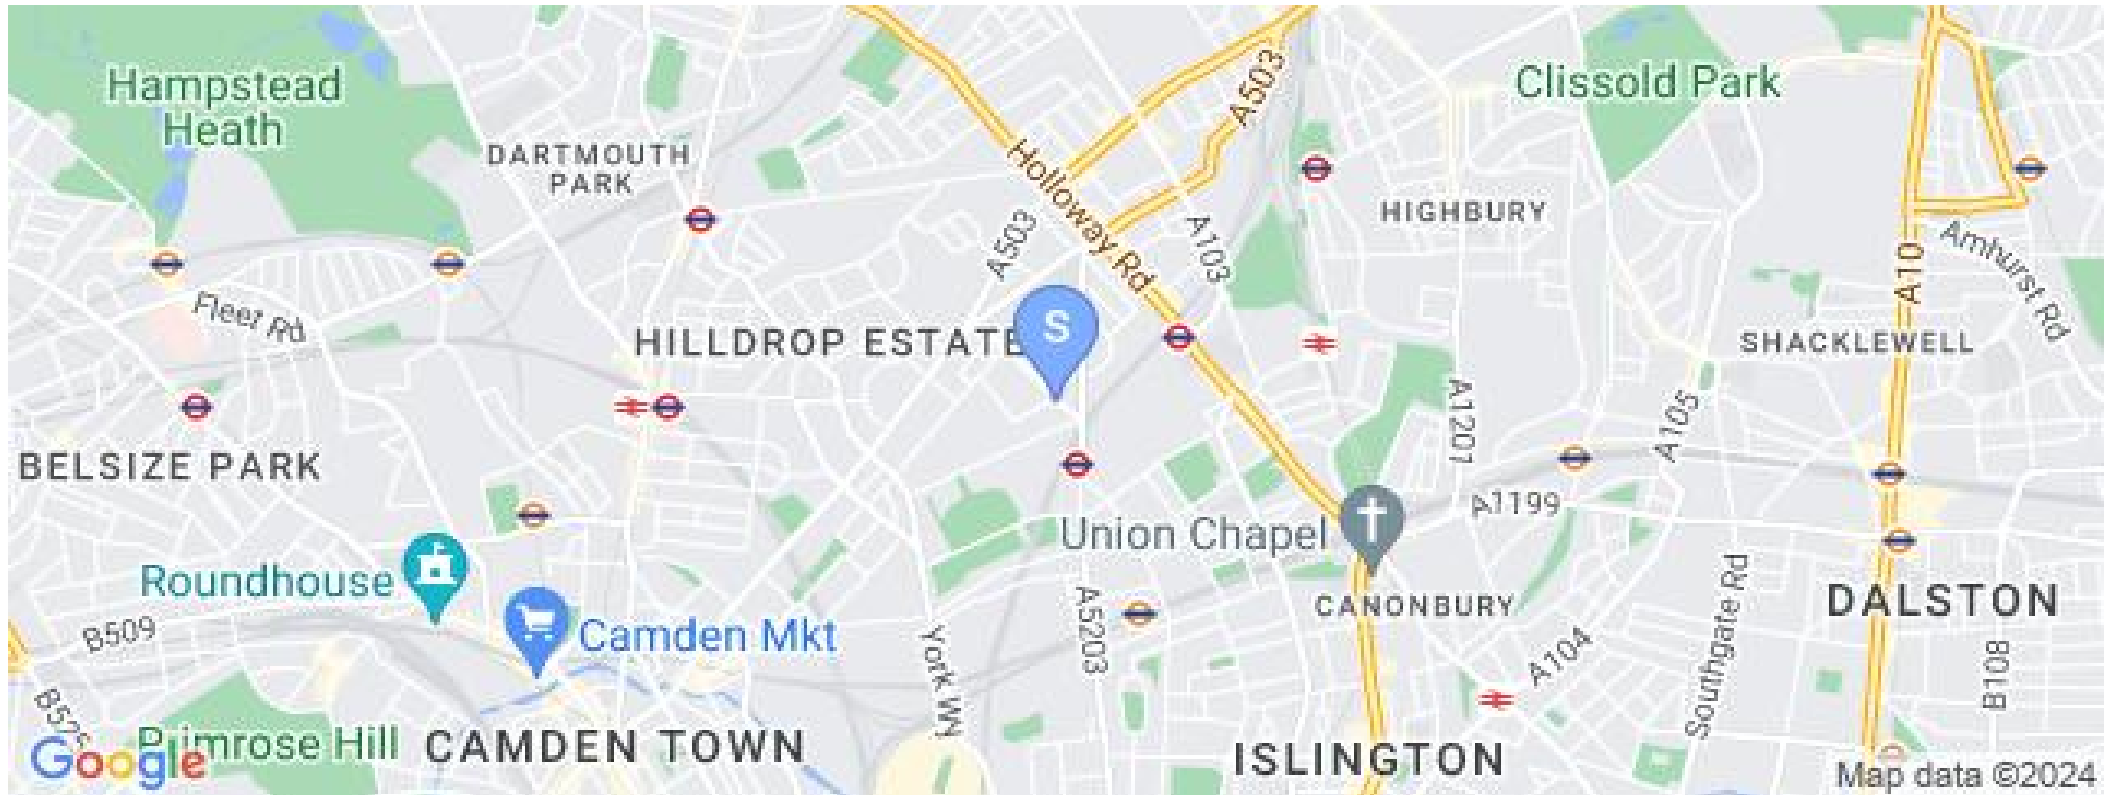 Hampstead
Heath
DARTMOUTH
PARK
A503
Clissold Park
Holloway Rd
HIGHBURY
A503
A103
A10
Amhurst Rd
Fleet Rd
HILLDROP ESTATE
S
SHACKLEWELL
BELSIZE PARK
A1207
A105
A1199
Union Chapel
Roundhouse
Camden Mkt
B509
York Wy
A5203
CANONBURY
A104
Southgate Rd
DALSTON
B108
Primrose Hill
CAMDEN TOWN
ISLINGTON
Google
Map data ©2024